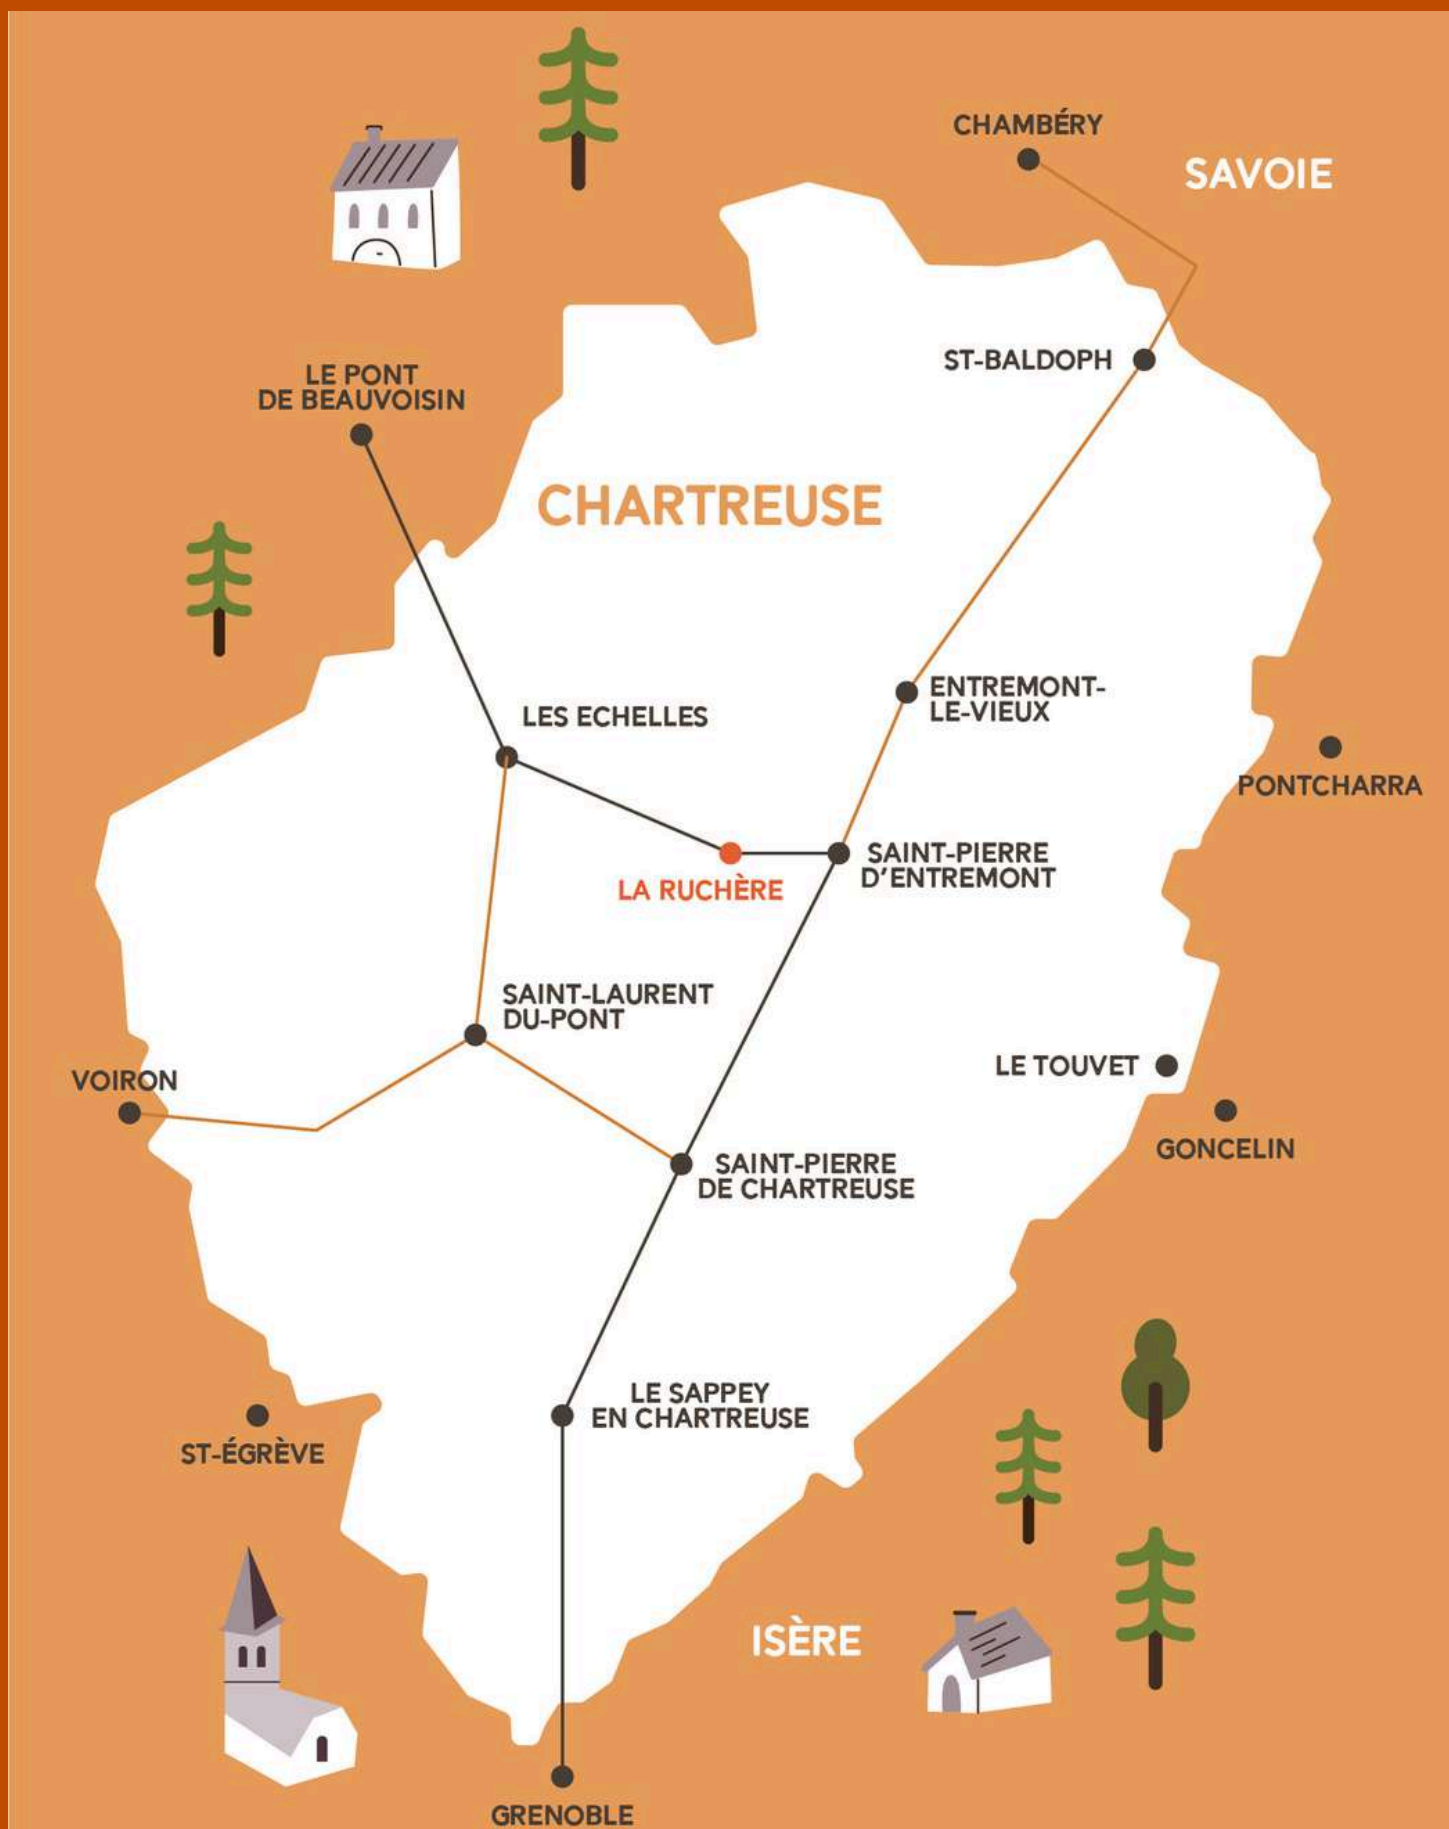 CHAMBÉRY
SAVOIE
ST-BALDOPH
LE PONT
DE BEAUVOISIN
CHARTREUSE
ENTREMONT-
LE-VIEUX
LES ECHELLES
PONTCHARRA
SAINT-PIERRE
D'ENTREMONT
LA RUCHÈRE
SAINT-LAURENT
DU-PONT
LE TOUVET
VOIRON
GONCELIN
SAINT-PIERRE
DE CHARTREUSE
LE SAPPEY
EN CHARTREUSE
ST-ÉGRÈVE
ISÈRE
GRENOBLE